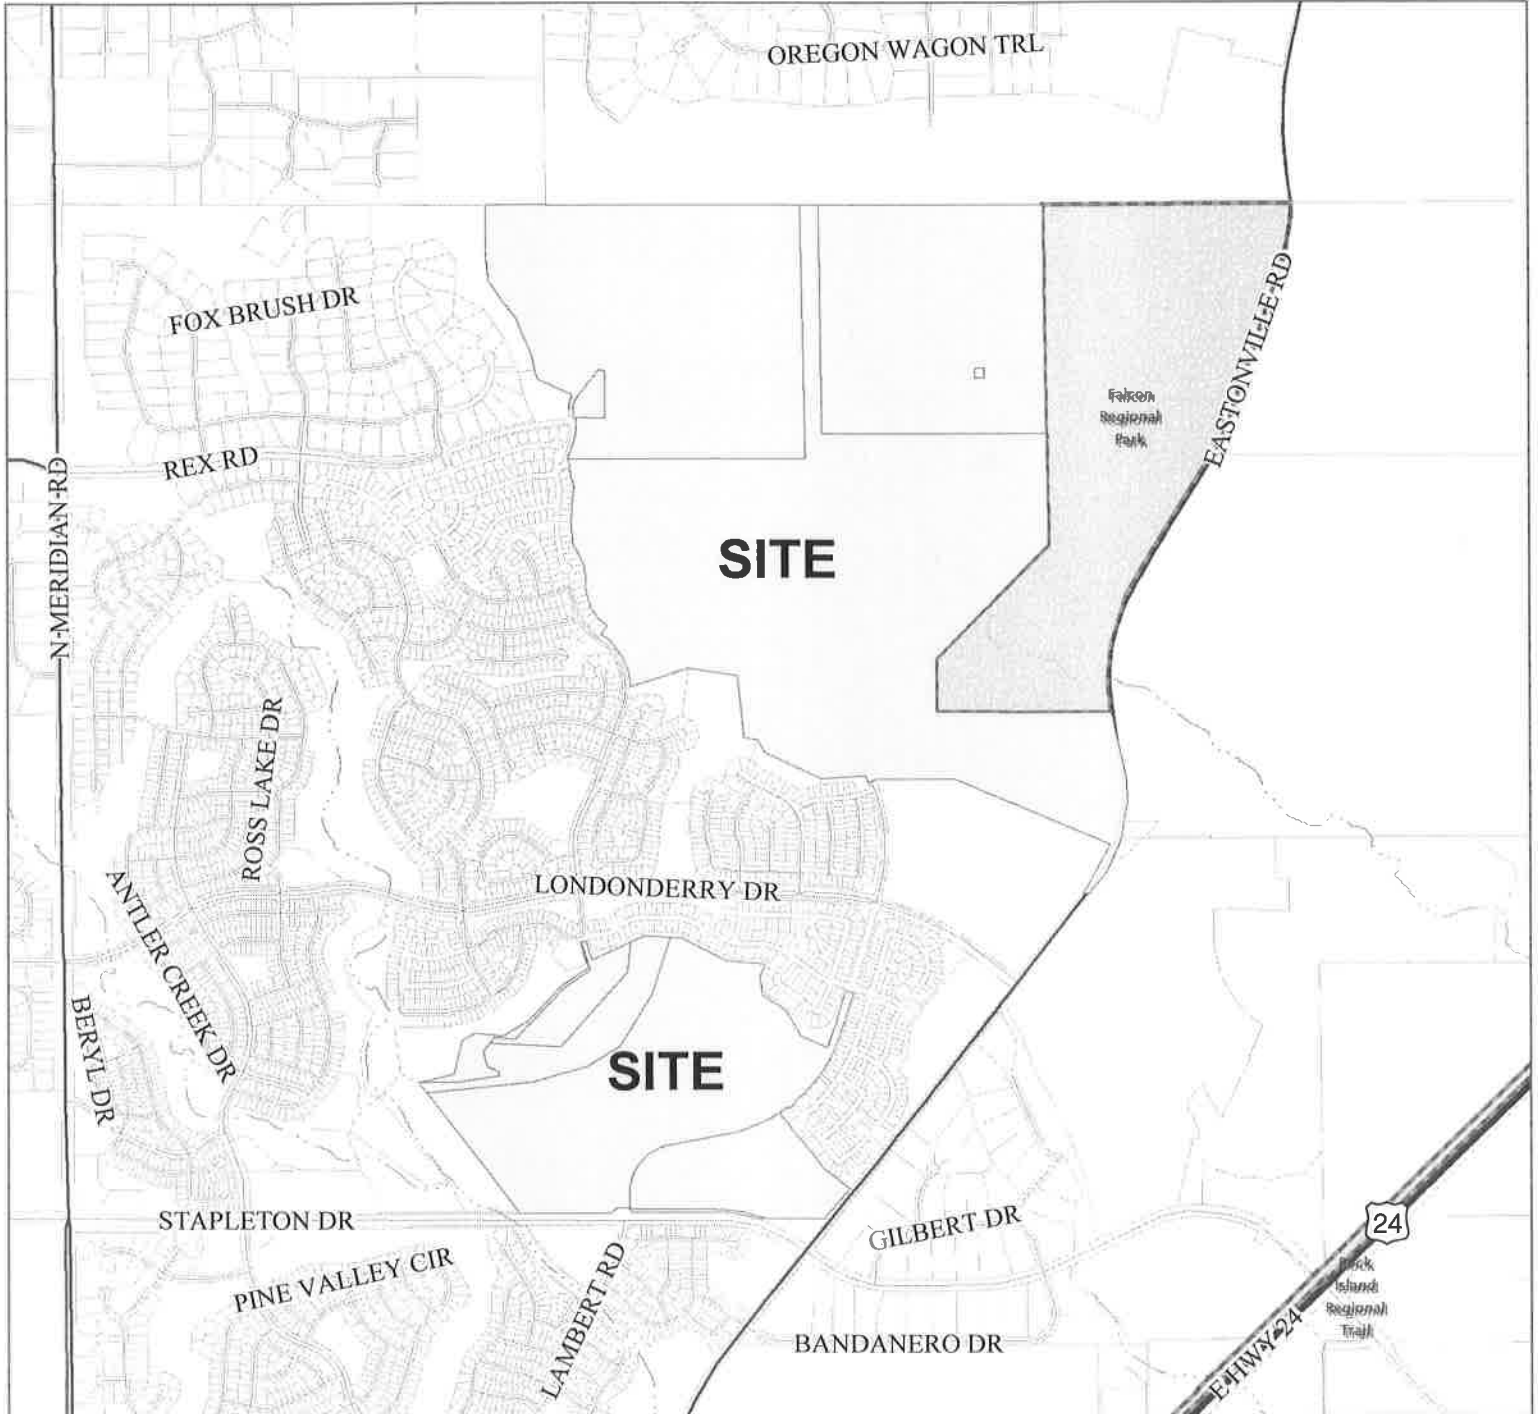 OREGON WAGON TRL
FOX BRUSH DR
EASTONVILLE RD
Falcon
Regional
Park
REX RD
N MERIDIAN RD
SITE
ROSS LAKE DR
LONDONDERRY DR
ANTLER CREEK DR
BERYL DR
SITE
STAPLETON DR
GILBERT DR
24
PINE VALLEY CIR
LAMBERT RD
Rock
Island
Regional
Trail
BANDANERO DR
E HWY 24